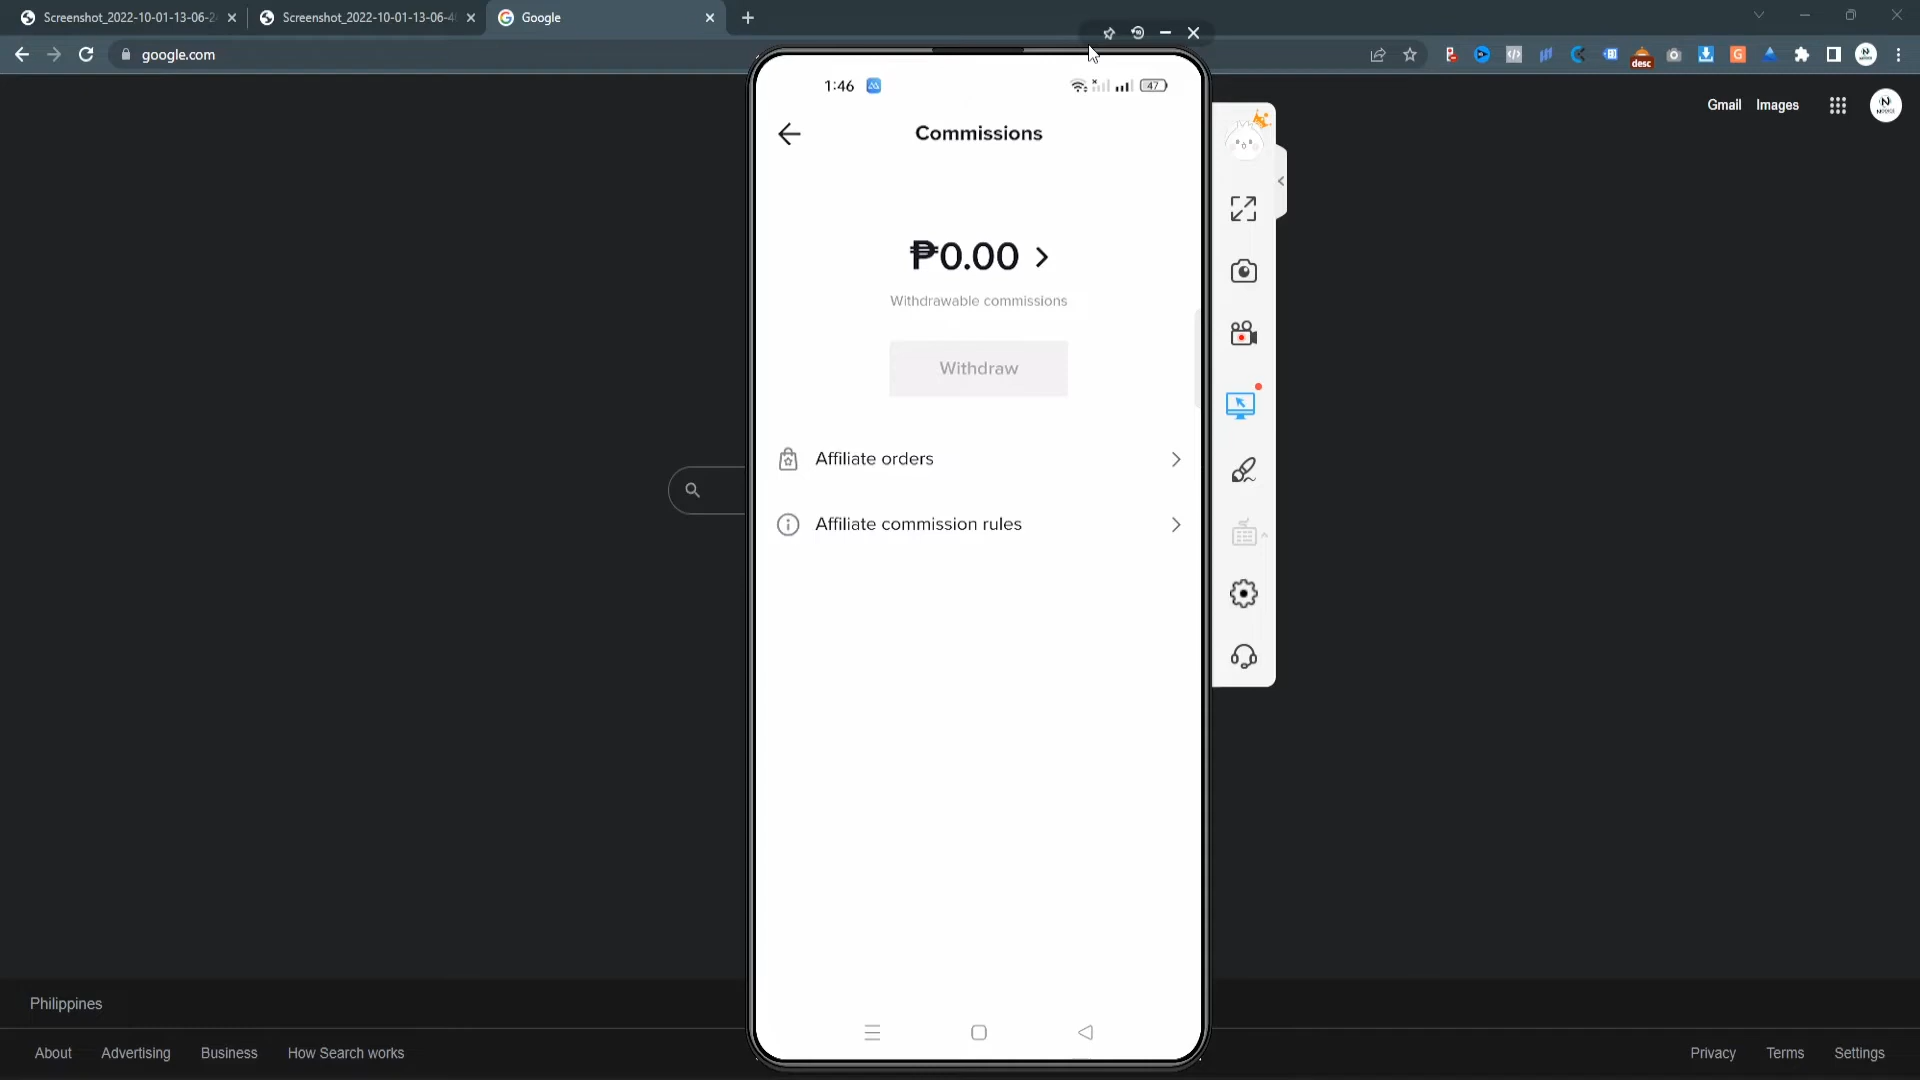 Screenshot_2022-10-01-13-06-2
Screenshot_2022-10-01-13-06-4
Google
google.com
desc
Gmail
Images
1:46
47
Commissions
₱0.00
Withdrawable commissions
Withdraw
Affiliate orders
Affiliate commission rules
Philippines
About
Advertising
Business
How Search works
Privacy
Terms
Settings